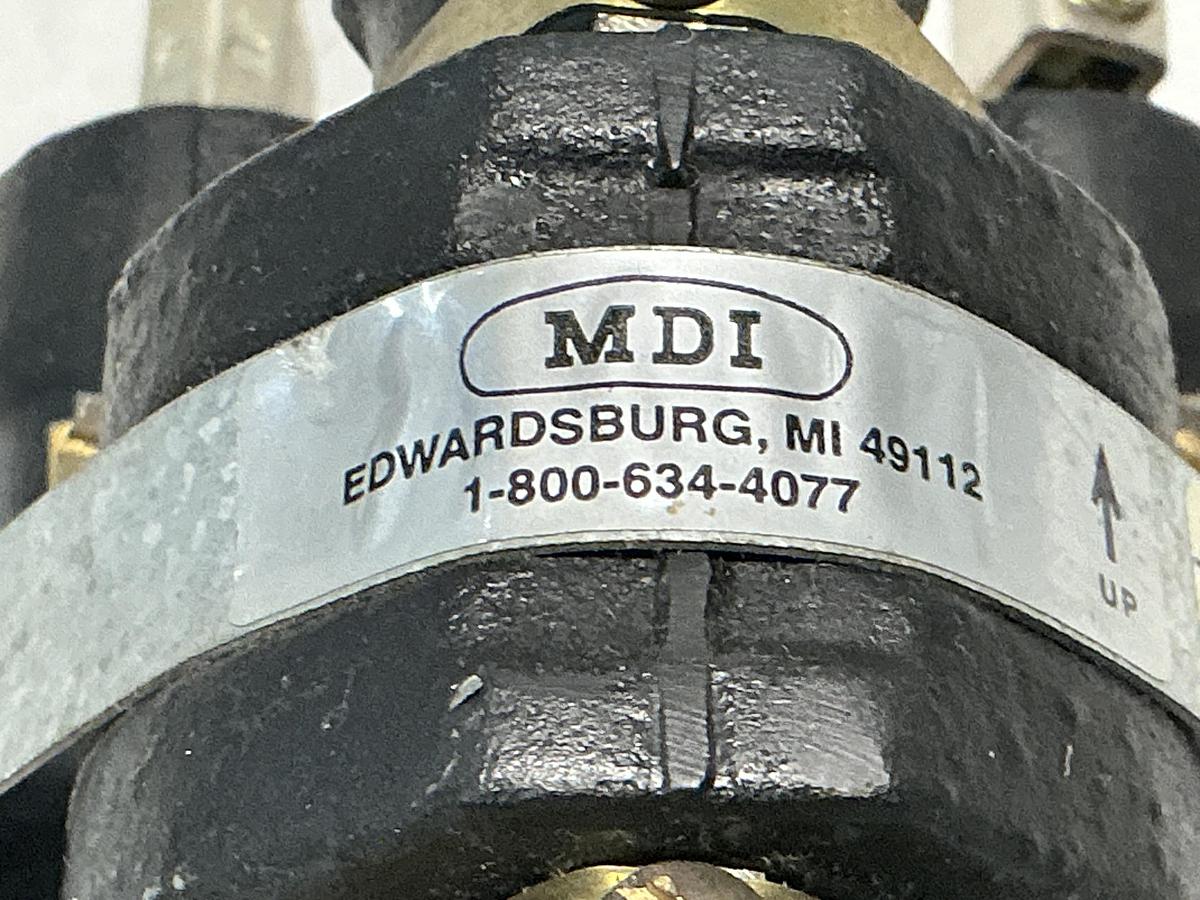 MDI
EDWARDSBURG, MI 49112
1-800-634-4077
UP